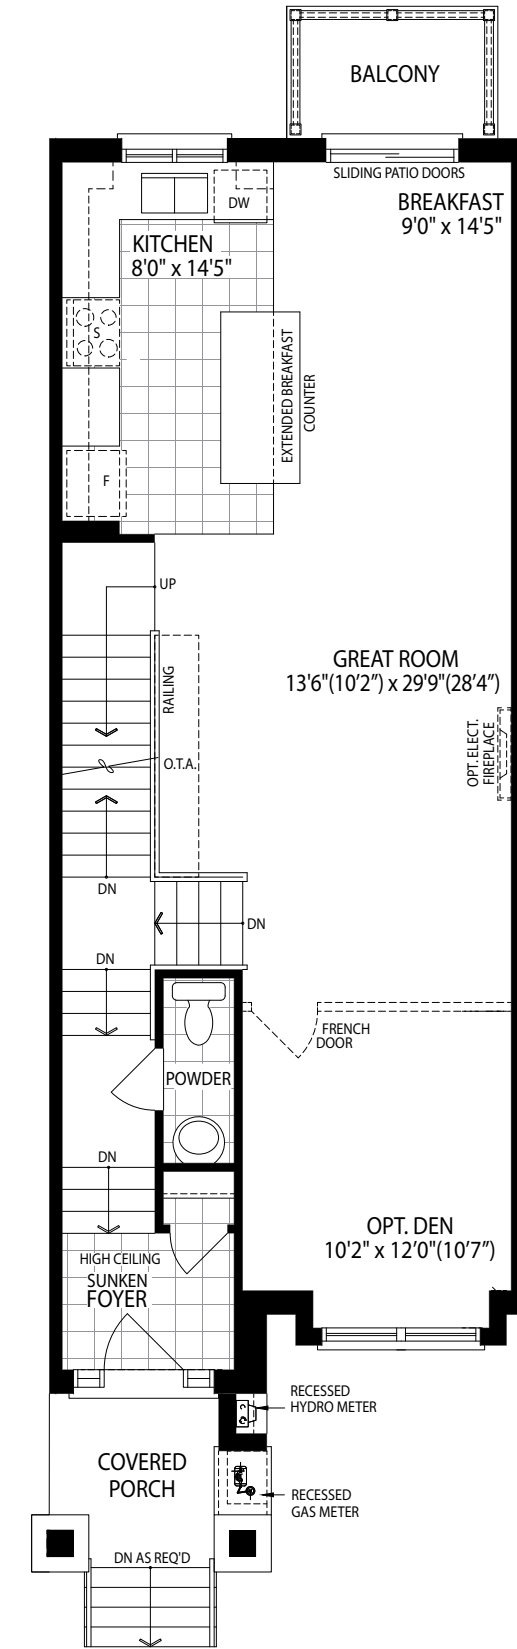 BALCONY
SLIDING PATIO DOORS
BREAKFAST
9'0" x 14'5"
DW
KITCHEN
8'0" x 14'5"
S
EXTENDED BREAKFAST
COUNTER
F
UP
RAILING
GREAT ROOM
13'6"(10'2") x 29'9"(28'4")
OPT. ELECT.
FIREPLACE
O.T.A.
DN
DN
DN
FRENCH
DOOR
POWDER
DN
OPT. DEN
10'2" x 12'0"(10'7")
HIGH CEILING
SUNKEN
FOYER
RECESSED
HYDRO METER
COVERED
PORCH
RECESSED
GAS METER
DN AS REQ'D